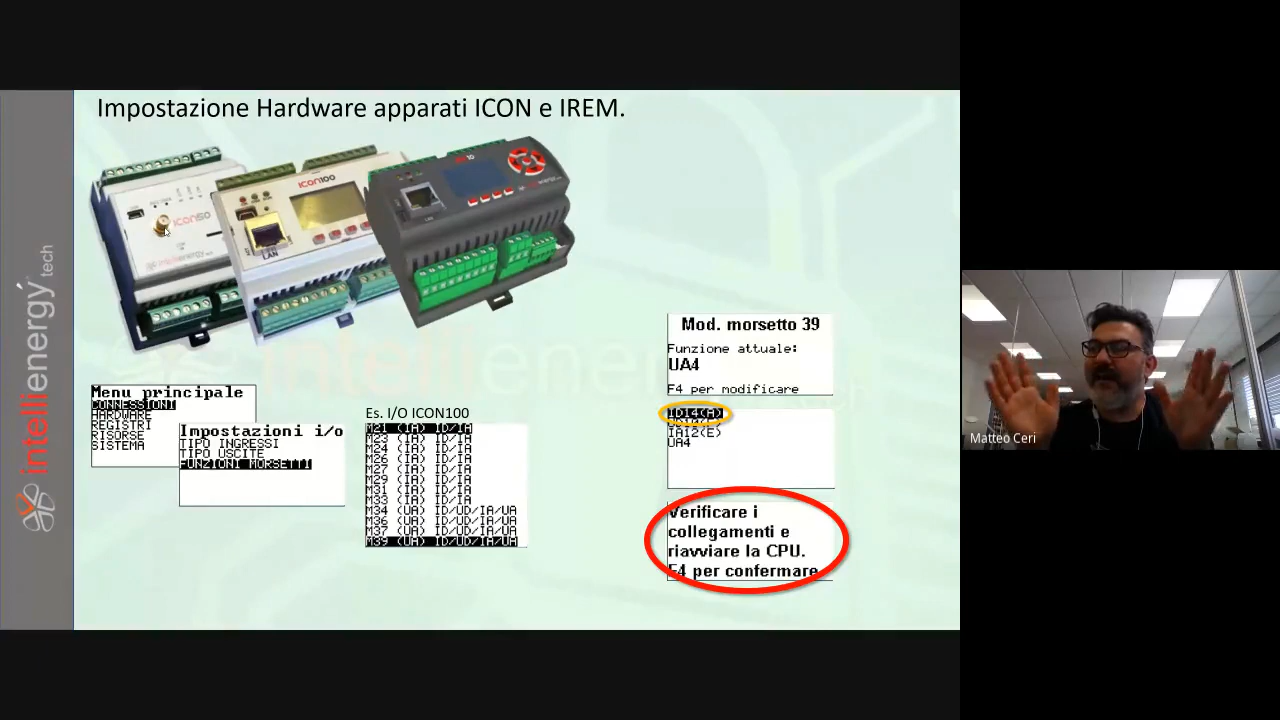 Impostazione Hardware apparati ICON e IREM.
ICON50
ICON100
LAN
intellienergy tech
Menu principale
CONNESSIONI
HARDWARE
REGISTRI
RISORSE
SISTEMA
Impostazioni i/o
TIPO INGRESSI
TIPO USCITE
FUNZIONI MORSETTI
Es. I/O ICON100
M21 (IA) ID/IA
M23 (IA) ID/IA
M24 (IA) ID/IA
M26 (IA) ID/IA
M27 (IA) ID/IA
M29 (IA) ID/IA
M31 (IA) ID/IA
M33 (IA) ID/IA
M34 (UA) ID/UD/IA/UA
M36 (UA) ID/UD/IA/UA
M37 (UA) ID/UD/IA/UA
M39 (UA) ID/UD/IA/UA
Mod. morsetto 39
Funzione attuale:
UA4
F4 per modificare
ID14(A)
IA12(E)
UA4
Verificare i
collegamenti e
riavviare la CPU.
F4 per confermare
Matteo Ceri